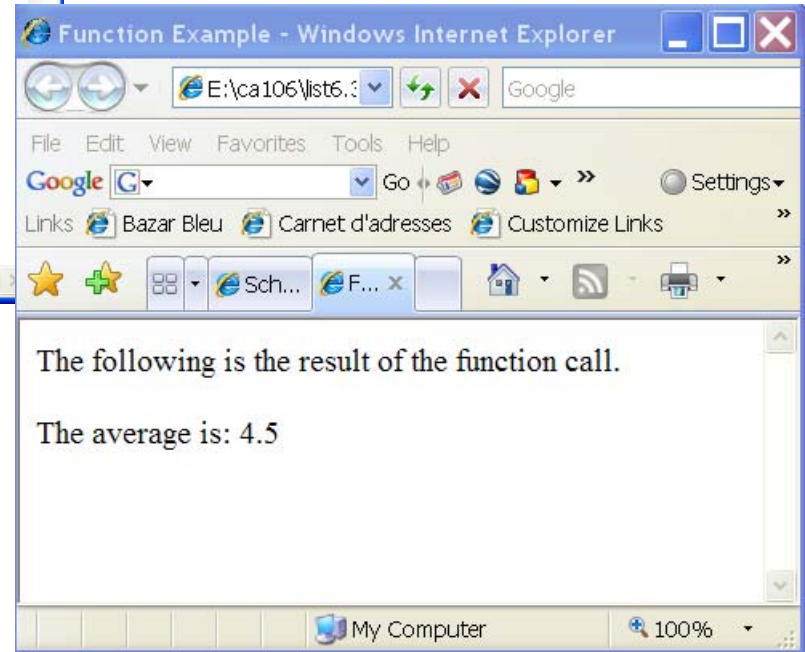 Function Example - Windows Internet Explorer
E:\ca106\list6.3
Google
File Edit View Favorites Tools Help
Google G Go Settings
Links Bazar Bleu Carnet d'adresses Customize Links »
Sch... F... x »
The following is the result of the function call.
The average is: 4.5
My Computer 100%